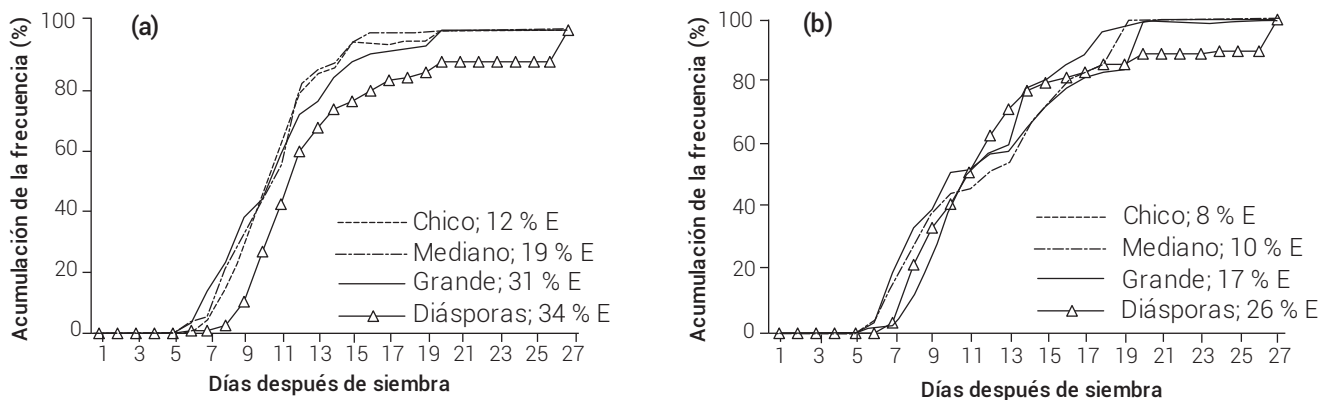 (a)
Acumulación de la frecuencia (%)
100
80
60
40
20
0
Chico; 12 % E
Mediano; 19 % E
Grande; 31 % E
Diásporas; 34 % E
1 3 5 7 9 11 13 15 17 19 21 23 25 27
Días después de siembra
(b)
Acumulación de la frecuencia (%)
100
80
60
40
20
0
Chico; 8 % E
Mediano; 10 % E
Grande; 17 % E
Diásporas; 26 % E
1 3 5 7 9 11 13 15 17 19 21 23 25 27
Días después de siembra